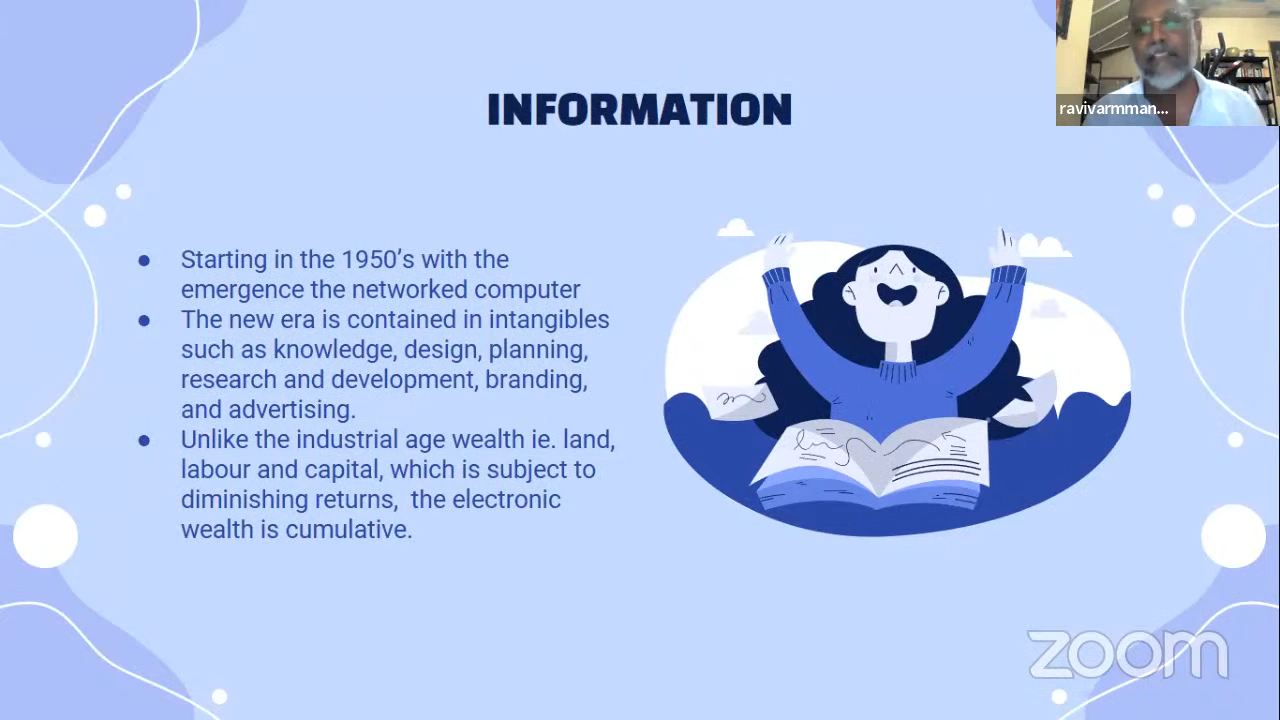 INFORMATION
ravivarmman...
● Starting in the 1950’s with the
emergence the networked computer
● The new era is contained in intangibles
such as knowledge, design, planning,
research and development, branding,
and advertising.
● Unlike the industrial age wealth ie. land,
labour and capital, which is subject to
diminishing returns,  the electronic
wealth is cumulative.
zoom